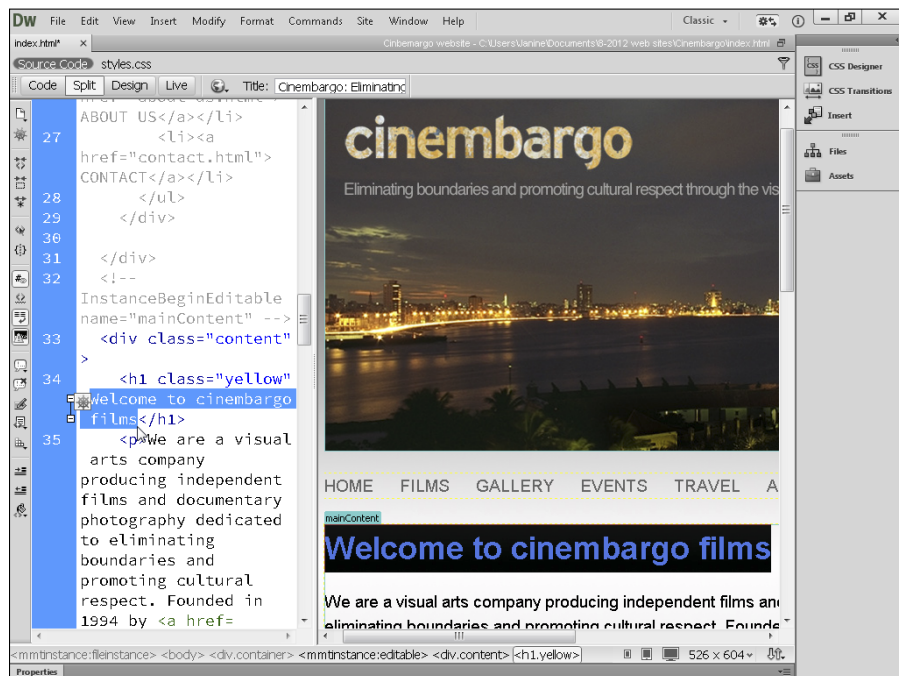 DW File Edit View Insert Modify Format Commands Site Window Help Classic
index.html* × Cinbemargo website - C:\Users\Janine\Documents\6-2012 web sites\Cinembargo\index.html
Source Code styles.css
Code Split Design Live Title: Cinembargo: Eliminating
CSS Designer
CSS Transitions
Insert
Files
Assets
ABOUT US</a></li>
27 <li><a
href="contact.html">
CONTACT</a></li>
28 </ul>
29 </div>
30
31 </div>
32 <!--
InstanceBeginEditable
name="mainContent" -->
33 <div class="content"
>
34 <h1 class="yellow"
Welcome to cinembargo
films</h1>
35 <p>We are a visual
arts company
producing independent
films and documentary
photography dedicated
to eliminating
boundaries and
promoting cultural
respect. Founded in
1994 by <a href=
cinembargo
Eliminating boundaries and promoting cultural respect through the vis
HOME FILMS GALLERY EVENTS TRAVEL A
mainContent
Welcome to cinembargo films
We are a visual arts company producing independent films an
eliminating boundaries and promoting cultural respect. Founde
<mmtinstance:fileinstance> <body> <div.container> <mmtinstance:editable> <div.content> <h1.yellow> 526 × 604
Properties